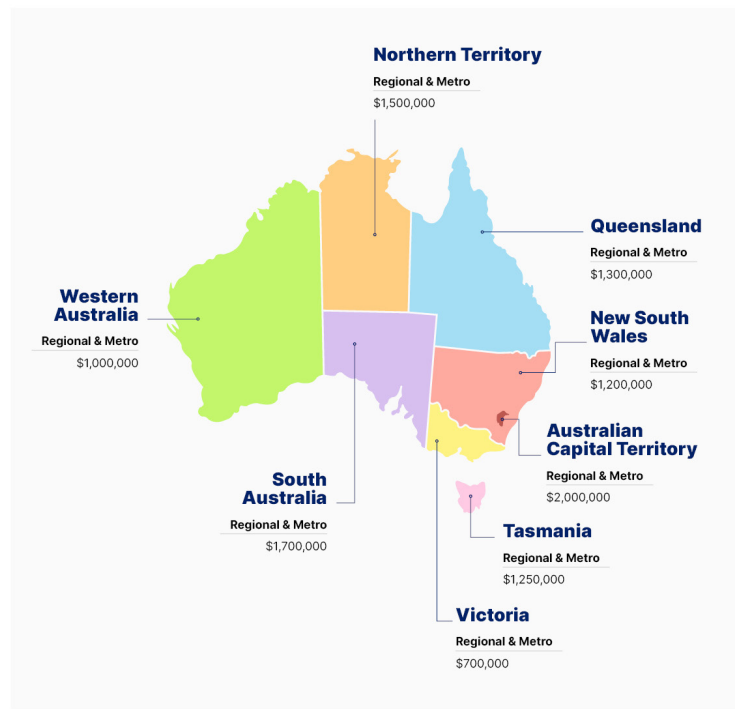 Northern Territory
Regional & Metro
$1,500,000
Queensland
Regional & Metro
$1,300,000
Western
Australia
Regional & Metro
$1,000,000
New South
Wales
Regional & Metro
$1,200,000
Australian
Capital Territory
Regional & Metro
$2,000,000
South
Australia
Regional & Metro
$1,700,000
Tasmania
Regional & Metro
$1,250,000
Victoria
Regional & Metro
$700,000